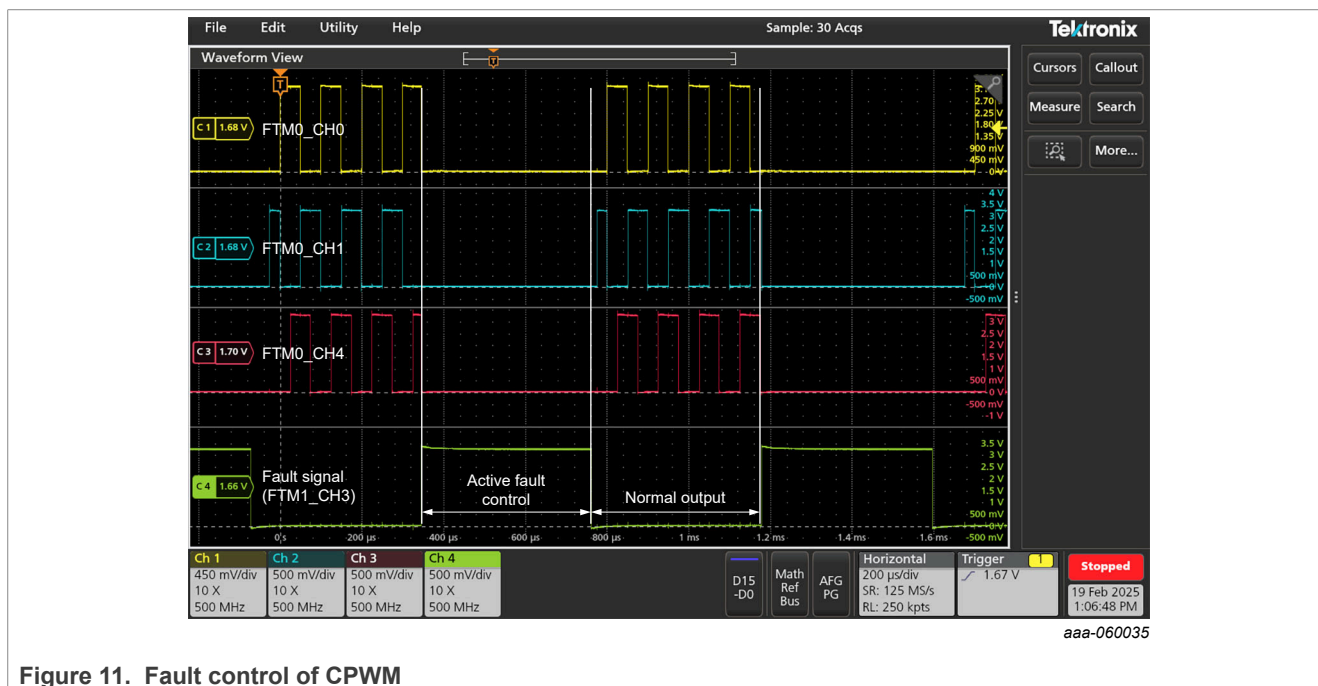 File Edit Utility Help Sample: 30 Acqs Tektronix
Waveform View
T
Cursors Callout
Measure Search
More...
T
C 1 1.68 V FTM0_CH0
2.70
2.25 V
1.80 V
1.35 V
900 mV
450 mV
0 V
C 2 1.68 V FTM0_CH1
4 V
3.5 V
3 V
2.5 V
2 V
1.5 V
1 V
500 mV
0 V
-500 mV
C 3 1.70 V FTM0_CH4
3 V
2.5 V
2 V
1.5 V
1 V
500 mV
0 V
-500 mV
-1 V
C 4 1.66 V Fault signal
(FTM1_CH3)
Active fault
control
Normal output
3.5 V
3 V
2.5 V
2 V
1.5 V
1 V
500 mV
0 V
-500 mV
0 s 200 µs 400 µs 600 µs 800 µs 1 ms 1.2 ms 1.4 ms 1.6 ms
Ch 1
450 mV/div
10 X
500 MHz
Ch 2
500 mV/div
10 X
500 MHz
Ch 3
500 mV/div
10 X
500 MHz
Ch 4
500 mV/div
10 X
500 MHz
D15
-D0
Math
Ref
Bus
AFG
PG
Horizontal
200 µs/div
SR: 125 MS/s
RL: 250 kpts
Trigger 1
1.67 V
Stopped
19 Feb 2025
1:06:48 PM
aaa-060035
Figure 11. Fault control of CPWM